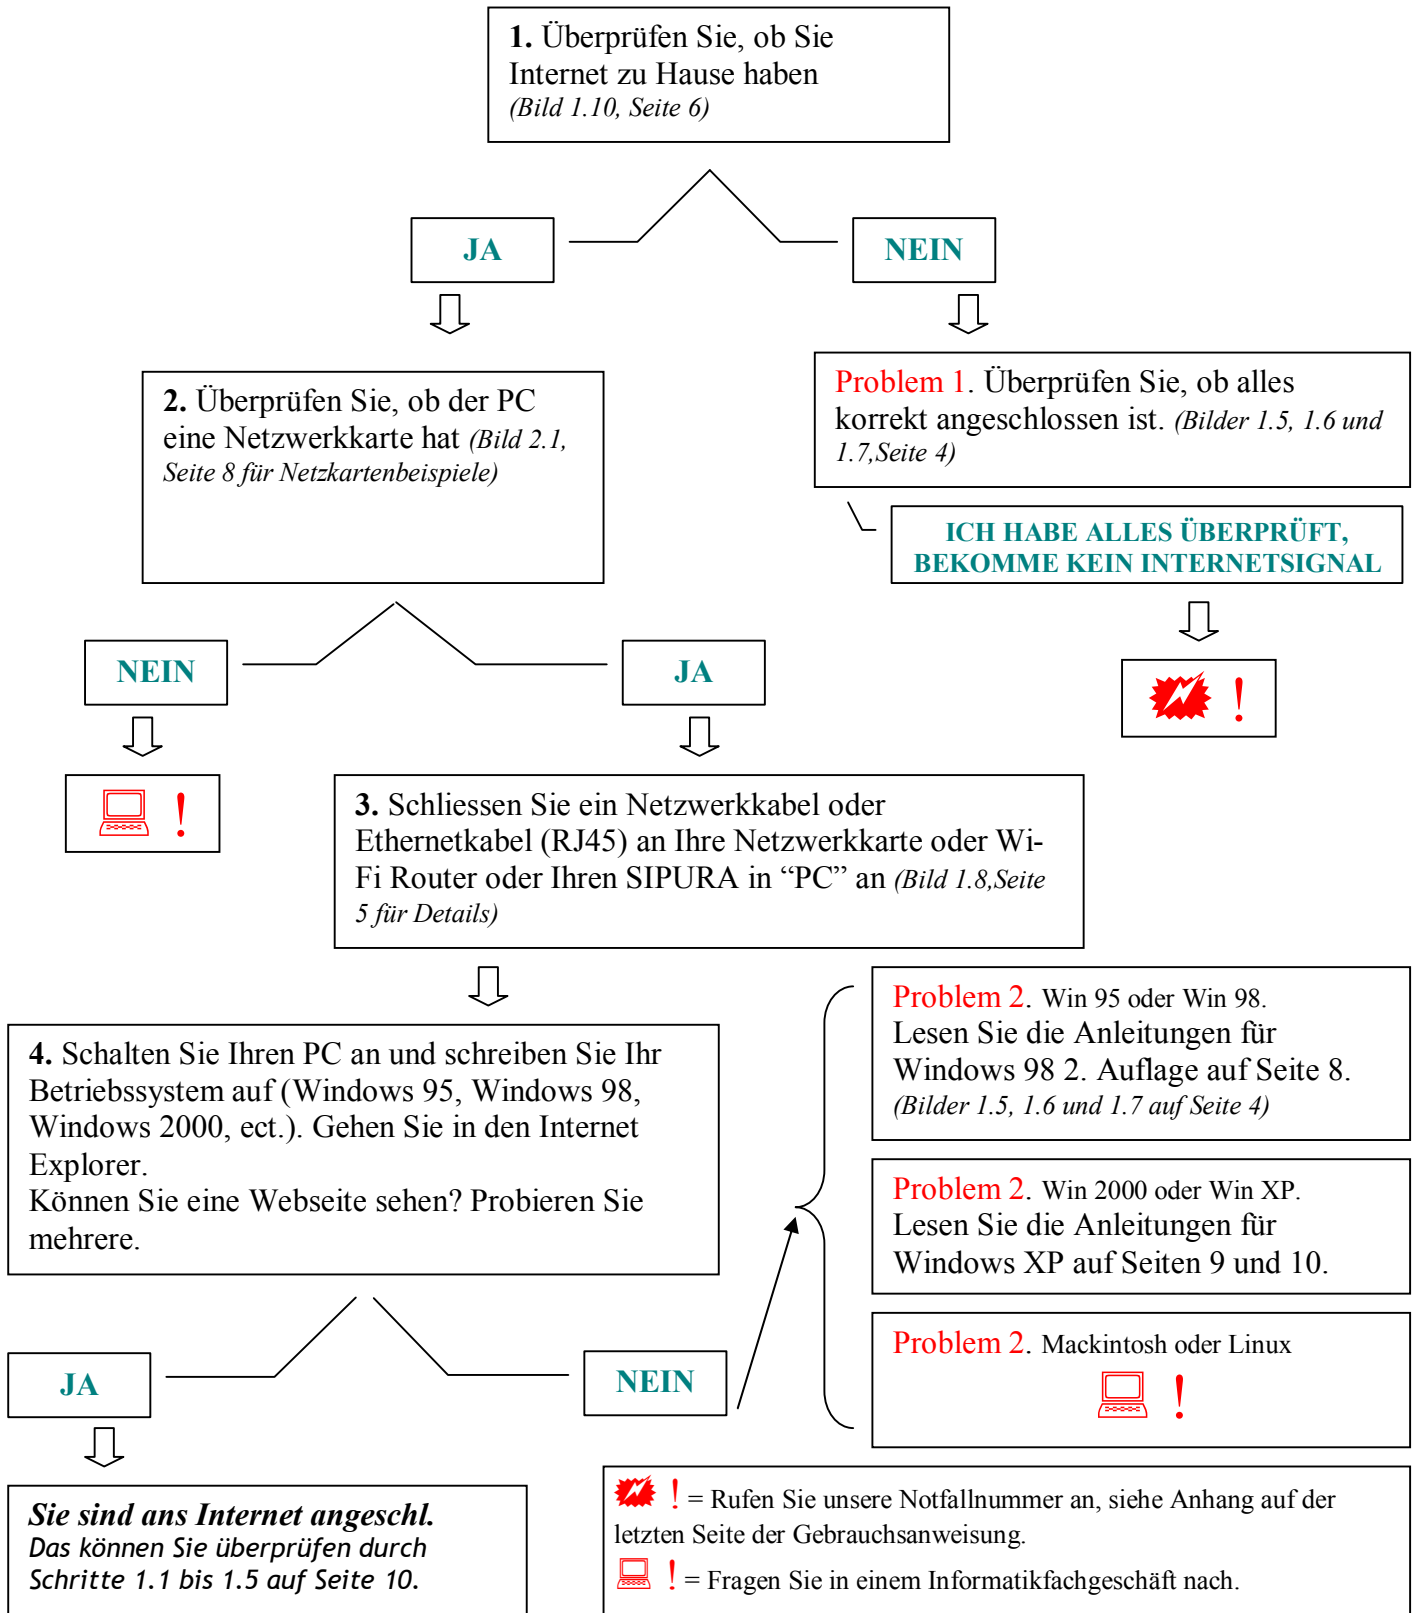 1. Überprüfen Sie, ob Sie
Internet zu Hause haben
(Bild 1.10, Seite 6)
JA
NEIN
2. Überprüfen Sie, ob der PC
eine Netzwerkkarte hat (Bild 2.1,
Seite 8 für Netzkartenbeispiele)
Problem 1. Überprüfen Sie, ob alles
korrekt angeschlossen ist. (Bilder 1.5, 1.6 und
1.7,Seite 4)
ICH HABE ALLES ÜBERPRÜFT,
BEKOMME KEIN INTERNETSIGNAL
!
NEIN
JA
!
3. Schliessen Sie ein Netzwerkkabel oder
Ethernetkabel (RJ45) an Ihre Netzwerkkarte oder Wi-
Fi Router oder Ihren SIPURA in “PC” an (Bild 1.8,Seite
5 für Details)
4. Schalten Sie Ihren PC an und schreiben Sie Ihr
Betriebssystem auf (Windows 95, Windows 98,
Windows 2000, ect.). Gehen Sie in den Internet
Explorer.
Können Sie eine Webseite sehen? Probieren Sie
mehrere.
Problem 2. Win 95 oder Win 98.
Lesen Sie die Anleitungen für
Windows 98 2. Auflage auf Seite 8.
(Bilder 1.5, 1.6 und 1.7 auf Seite 4)
Problem 2. Win 2000 oder Win XP.
Lesen Sie die Anleitungen für
Windows XP auf Seiten 9 und 10.
Problem 2. Mackintosh oder Linux
!
JA
NEIN
Sie sind ans Internet angeschl.
Das können Sie überprüfen durch
Schritte 1.1 bis 1.5 auf Seite 10.
! = Rufen Sie unsere Notfallnummer an, siehe Anhang auf der
letzten Seite der Gebrauchsanweisung.
! = Fragen Sie in einem Informatikfachgeschäft nach.